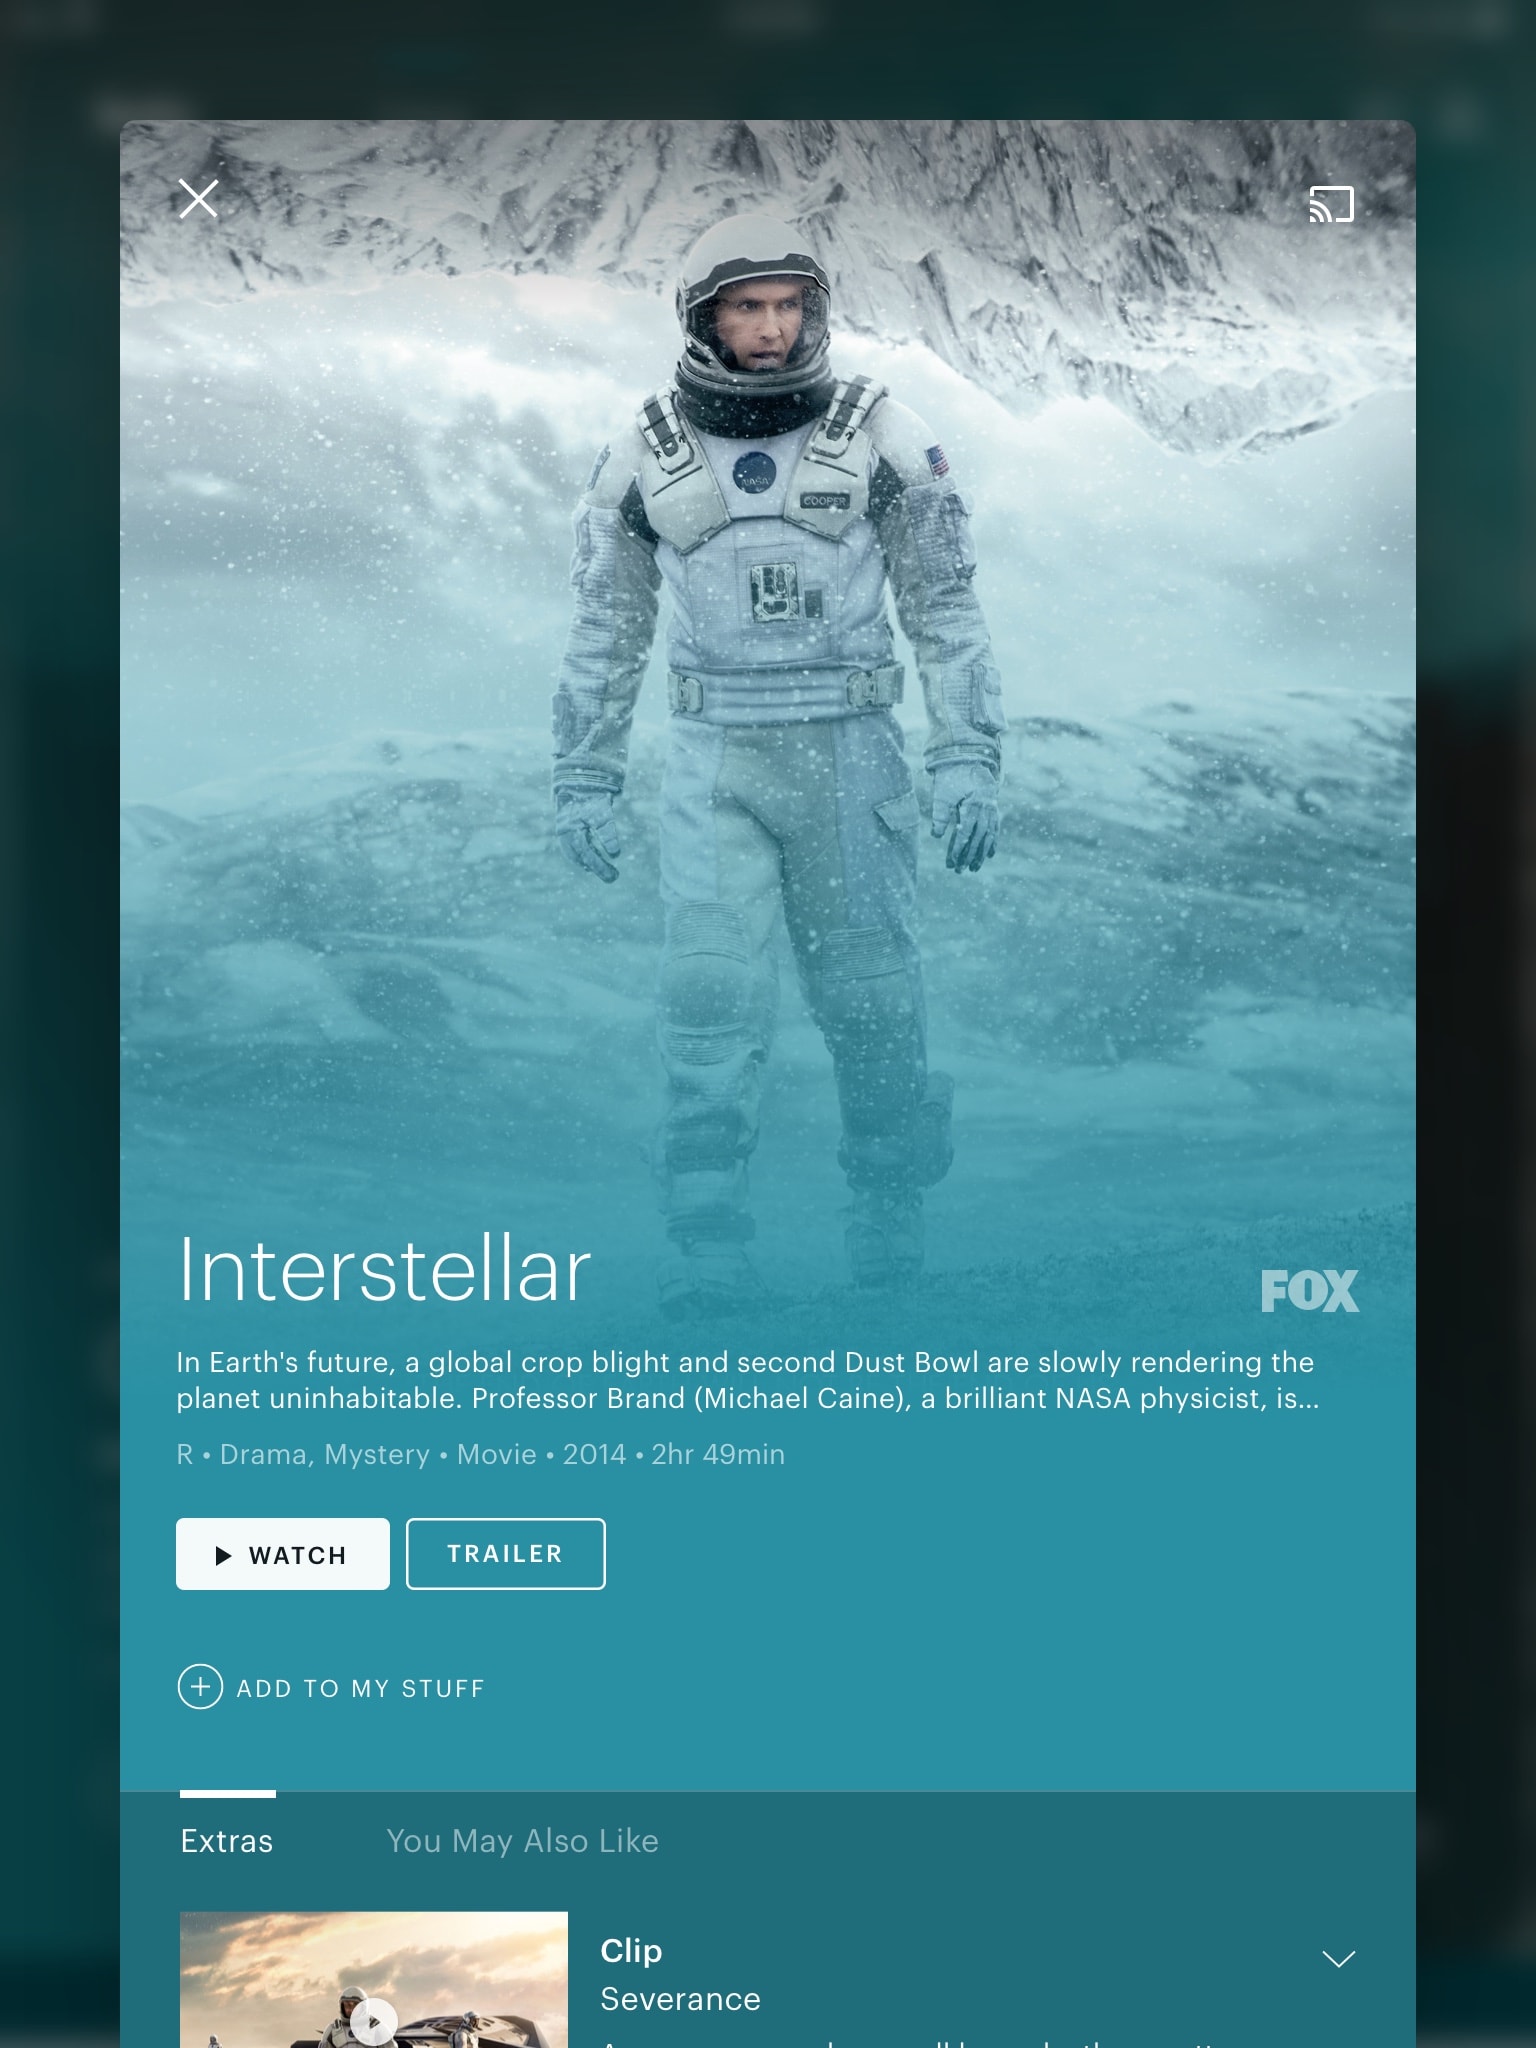 NASA
COOPER
Interstellar
FOX
In Earth's future, a global crop blight and second Dust Bowl are slowly rendering the
planet uninhabitable. Professor Brand (Michael Caine), a brilliant NASA physicist, is...
R • Drama, Mystery • Movie • 2014 • 2hr 49min
WATCH
TRAILER
ADD TO MY STUFF
Extras
You May Also Like
Clip
Severance